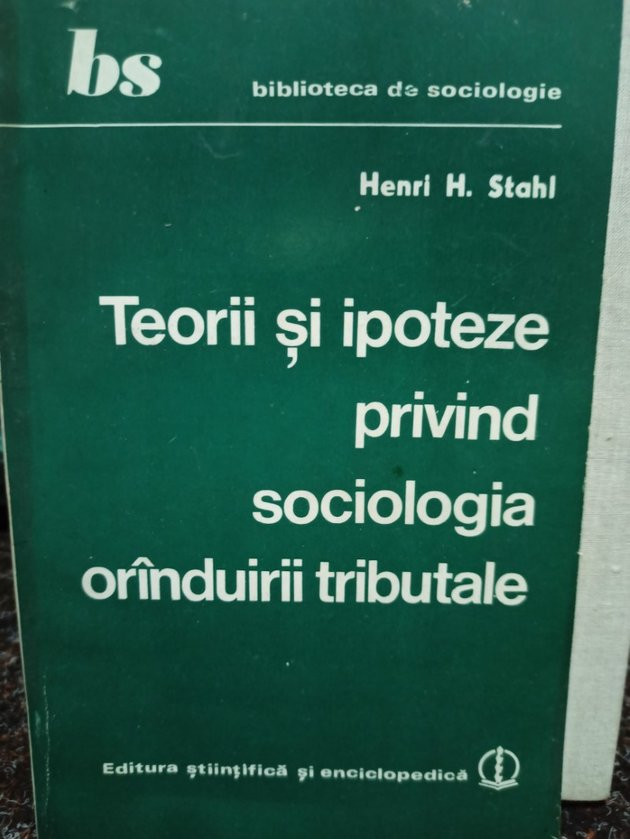 bs
biblioteca de sociologie
Henri H. Stahl
Teorii și ipoteze
privind
sociologia
orînduirii tributale
Editura științifică și enciclopedică